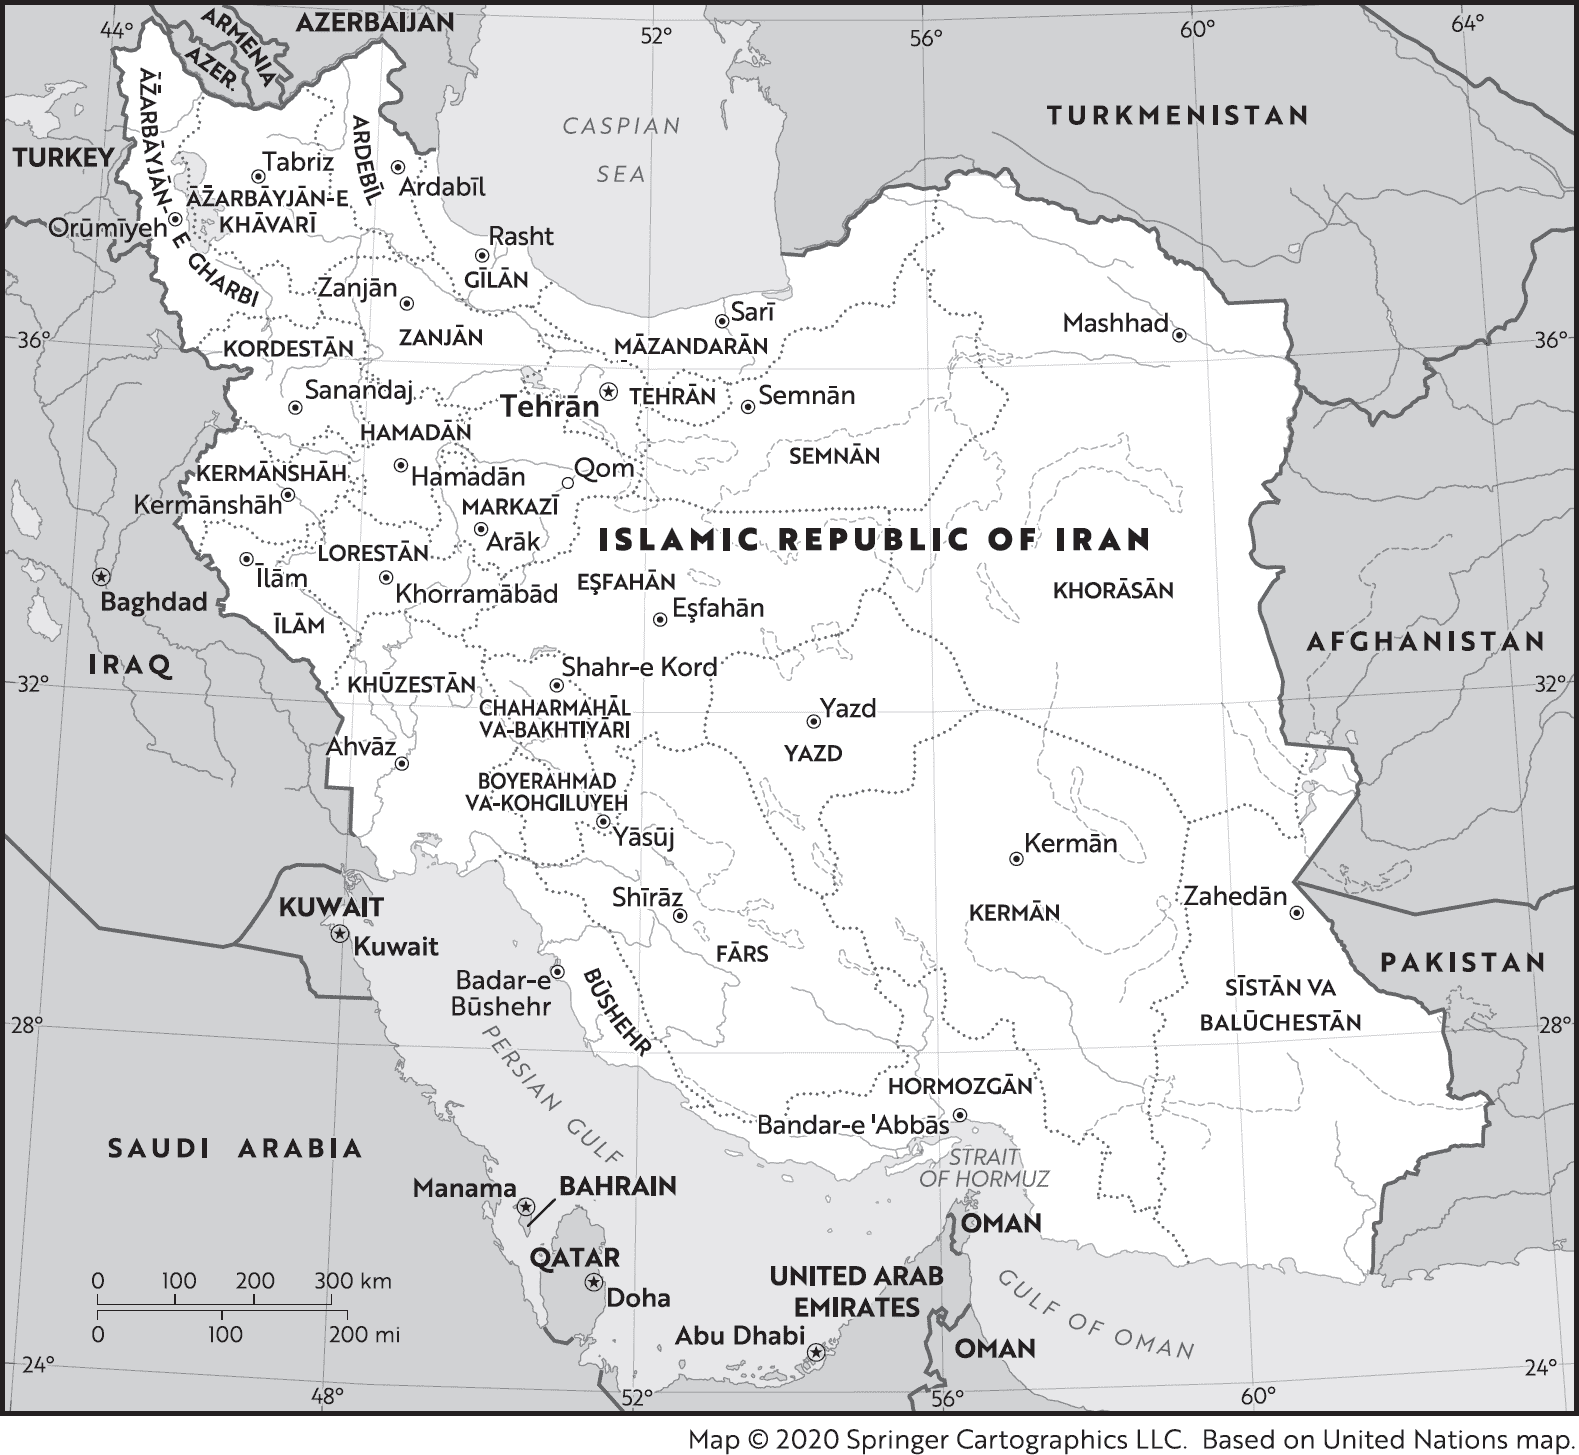 44°
ARMENIA
AZER.
AZERBAIJAN
52°
56°
60°
64°
CASPIAN
SEA
TURKMENISTAN
TURKEY
ĀZ̄ARBĀYJĀN-E GHARBI
Tabriz
ĀZ̄ARBĀYJĀN-E
KHĀVARĪ
ARDEBĪL
Ardabīl
Orūmīyeh
Rasht
GĪLĀN
Zanjān
ZANJĀN
Sarī
MĀZANDARĀN
Mashhad
36°
36°
KORDESTĀN
Sanandaj
Tehrān
TEHRĀN
Semnān
HAMADĀN
SEMNĀN
KERMĀNSHĀH
Hamadān
Qom
Kermānshāh
MARKAZĪ
Arāk
ISLAMIC REPUBLIC OF IRAN
LORESTĀN
Īlām
Khorramābād
EŞFAHĀN
KHORĀSĀN
Baghdad
Eşfahān
ĪLĀM
AFGHANISTAN
IRAQ
Shahr-e Kord
32°
32°
KHŪZESTĀN
CHAHARMAHĀL
VA-BAKHTIYĀRI
Yazd
Ahvāz
YAZD
BOYERAHMAD
VA-KOHGILUYEH
Yāsūj
Kermān
Shīrāz
Zahedān
KUWAIT
KERMĀN
Kuwait
FĀRS
PAKISTAN
Badar-e
Būshehr
BŪSHEHR
SĪSTĀN VA
BALŪCHESTĀN
28°
28°
PERSIAN GULF
HORMOZGĀN
Bandar-e 'Abbās
SAUDI ARABIA
STRAIT
OF HORMUZ
Manama
BAHRAIN
OMAN
QATAR
Doha
UNITED ARAB
EMIRATES
GULF OF OMAN
0 100 200 300 km
0 100 200 mi
Abu Dhabi
OMAN
24°
24°
48°
52°
56°
60°
Map © 2020 Springer Cartographics LLC. Based on United Nations map.